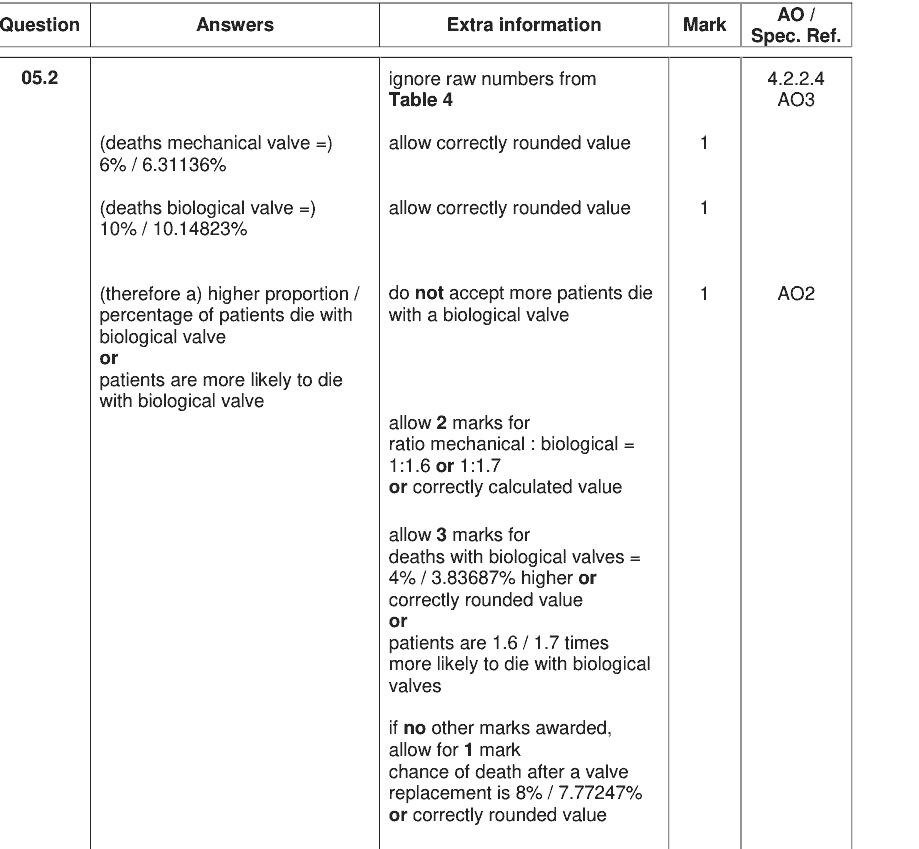 Question Answers Extra information Mark AO /
Spec. Ref.
05.2 ignore raw numbers from 4.2.2.4
Table 4 AO3
(deaths mechanical valve =) allow correctly rounded value 1
6% / 6.31136%
(deaths biological valve =) allow correctly rounded value 1
10% / 10.14823%
(therefore a) higher proportion / do not accept more patients die 1 AO2
percentage of patients die with with a biological valve
biological valve
or
patients are more likely to die
with biological valve
allow 2 marks for
ratio mechanical : biological =
1:1.6 or 1:1.7
or correctly calculated value
allow 3 marks for
deaths with biological valves =
4% / 3.83687% higher or
correctly rounded value
or
patients are 1.6 / 1.7 times
more likely to die with biological
valves
if no other marks awarded,
allow for 1 mark
chance of death after a valve
replacement is 8% / 7.77247%
or correctly rounded value